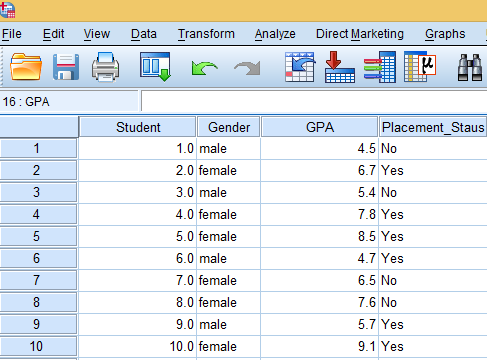 File Edit View Data Transform Analyze Direct Marketing Graphs
16 : GPA
Student Gender GPA Placement_Staus
1 1.0 male 4.5 No
2 2.0 female 6.7 Yes
3 3.0 male 5.4 No
4 4.0 female 7.8 Yes
5 5.0 female 8.5 Yes
6 6.0 male 4.7 Yes
7 7.0 female 6.5 No
8 8.0 female 7.6 No
9 9.0 male 5.7 Yes
10 10.0 female 9.1 Yes